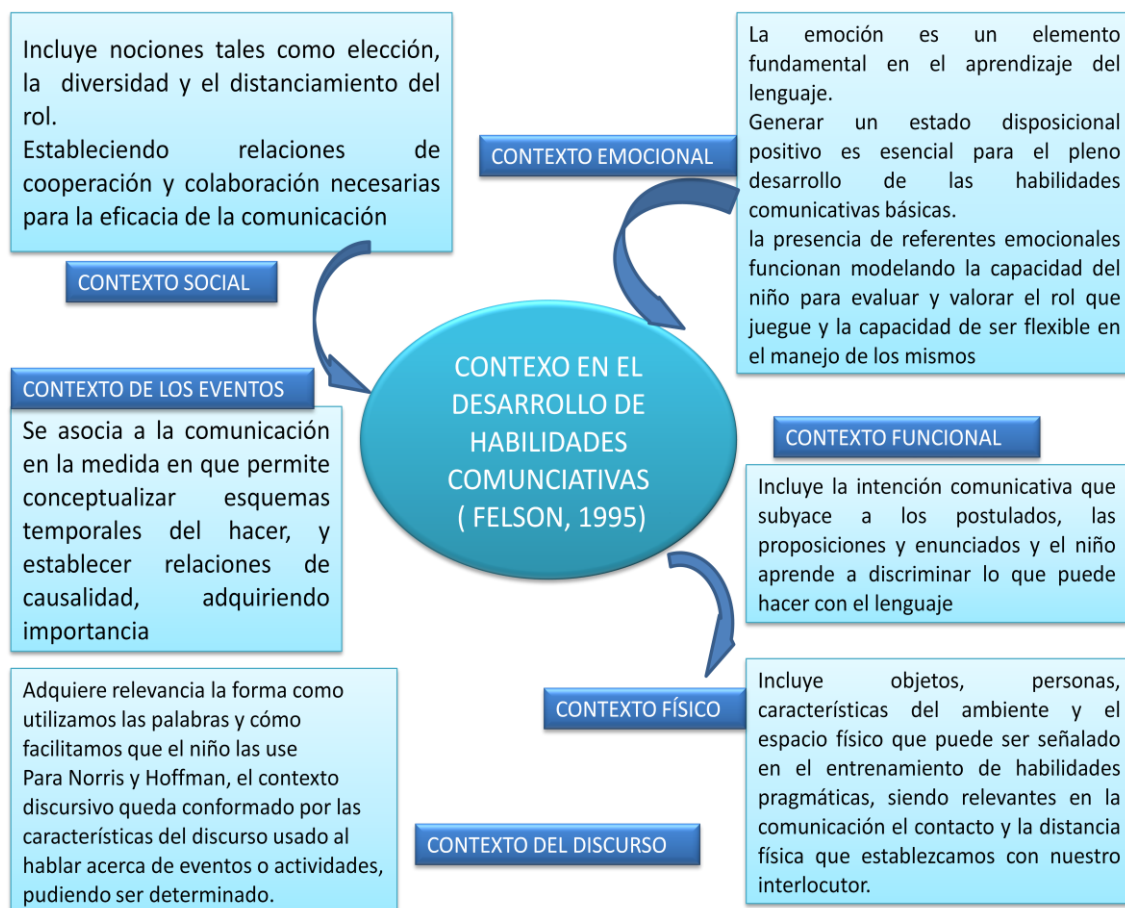 Incluye nociones tales como elección,
la diversidad y el distanciamiento del
rol.
Estableciendo relaciones de
cooperación y colaboración necesarias
para la eficacia de la comunicación
CONTEXTO SOCIAL
La emoción es un elemento
fundamental en el aprendizaje del
lenguaje.
Generar un estado disposicional
positivo es esencial para el pleno
desarrollo de las habilidades
comunicativas básicas.
la presencia de referentes emocionales
funcionan modelando la capacidad del
niño para evaluar y valorar el rol que
juegue y la capacidad de ser flexible en
el manejo de los mismos
CONTEXTO EMOCIONAL
CONTEXO EN EL
DESARROLLO DE
HABILIDADES
COMUNCIATIVAS
( FELSON, 1995)
CONTEXTO DE LOS EVENTOS
Se asocia a la comunicación
en la medida en que permite
conceptualizar esquemas
temporales del hacer, y
establecer relaciones de
causalidad, adquiriendo
importancia
CONTEXTO FUNCIONAL
Incluye la intención comunicativa que
subyace a los postulados, las
proposiciones y enunciados y el niño
aprende a discriminar lo que puede
hacer con el lenguaje
Adquiere relevancia la forma como
utilizamos las palabras y cómo
facilitamos que el niño las use
Para Norris y Hoffman, el contexto
discursivo queda conformado por las
características del discurso usado al
hablar acerca de eventos o actividades,
pudiendo ser determinado.
CONTEXTO DEL DISCURSO
CONTEXTO FÍSICO
Incluye objetos, personas,
características del ambiente y el
espacio físico que puede ser señalado
en el entrenamiento de habilidades
pragmáticas, siendo relevantes en la
comunicación el contacto y la distancia
física que establezcamos con nuestro
interlocutor.